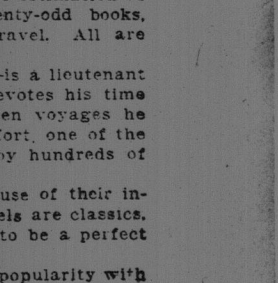 enty-odd books,
ravel. All are
is a lieutenant
evotes his time
en voyages he
fort, one of the
by hundreds of
use of their in-
els are classics,
to be a perfect
popularity with